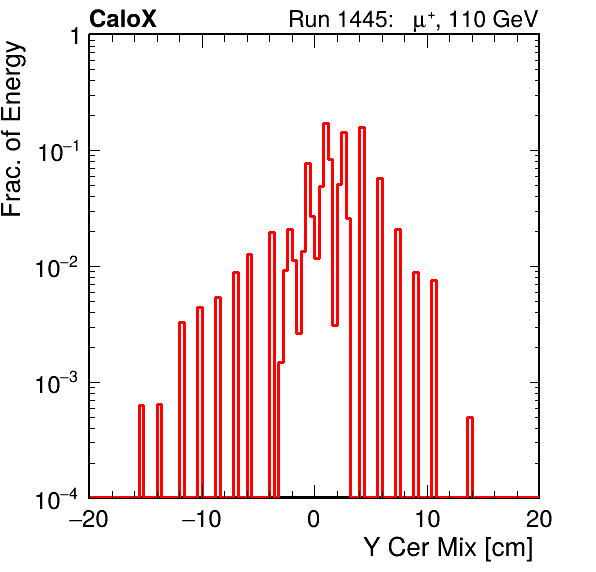 CaloX Run 1445: μ⁺, 110 GeV
Frac. of Energy
1
10⁻¹
10⁻²
10⁻³
10⁻⁴
−20 −10 0 10 20
Y Cer Mix [cm]